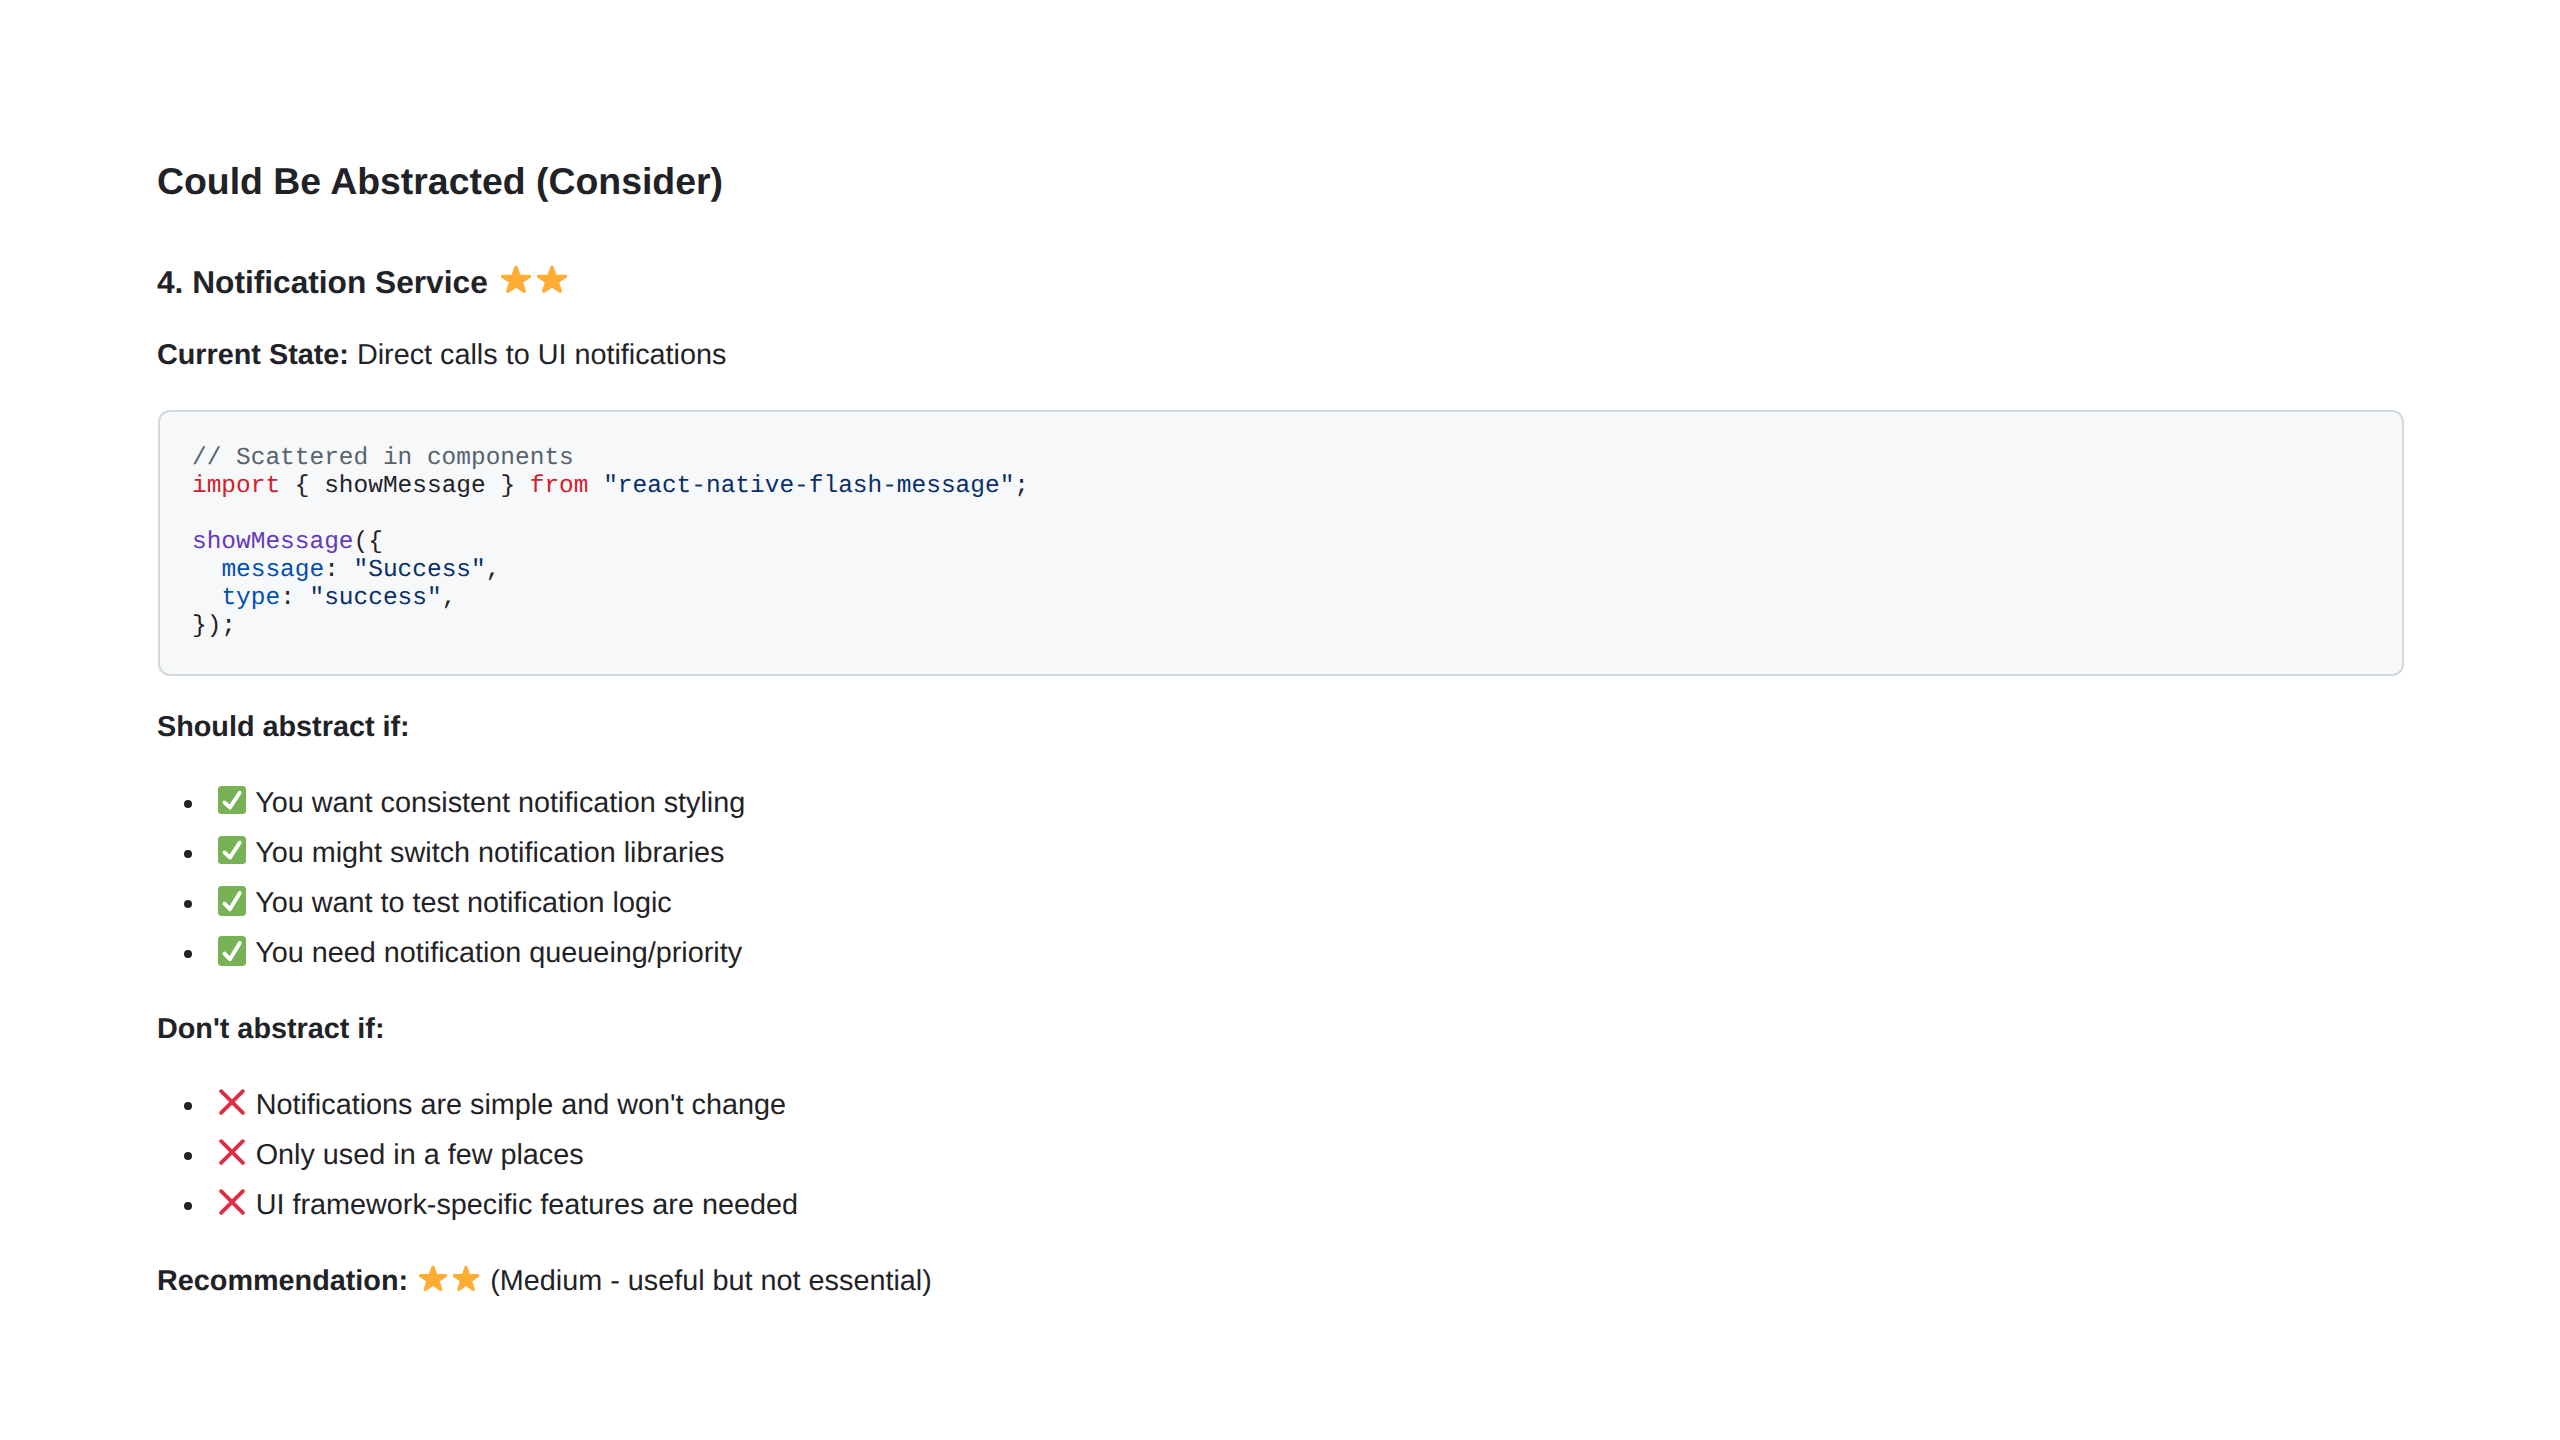 Could Be Abstracted (Consider)
4. Notification Service ⭐⭐
Current State: Direct calls to UI notifications
// Scattered in components
import { showMessage } from "react-native-flash-message";
showMessage({
  message: "Success",
  type: "success",
});
Should abstract if:
• ✅ You want consistent notification styling
• ✅ You might switch notification libraries
• ✅ You want to test notification logic
• ✅ You need notification queueing/priority
Don't abstract if:
• ❌ Notifications are simple and won't change
• ❌ Only used in a few places
• ❌ UI framework-specific features are needed
Recommendation: ⭐⭐ (Medium - useful but not essential)